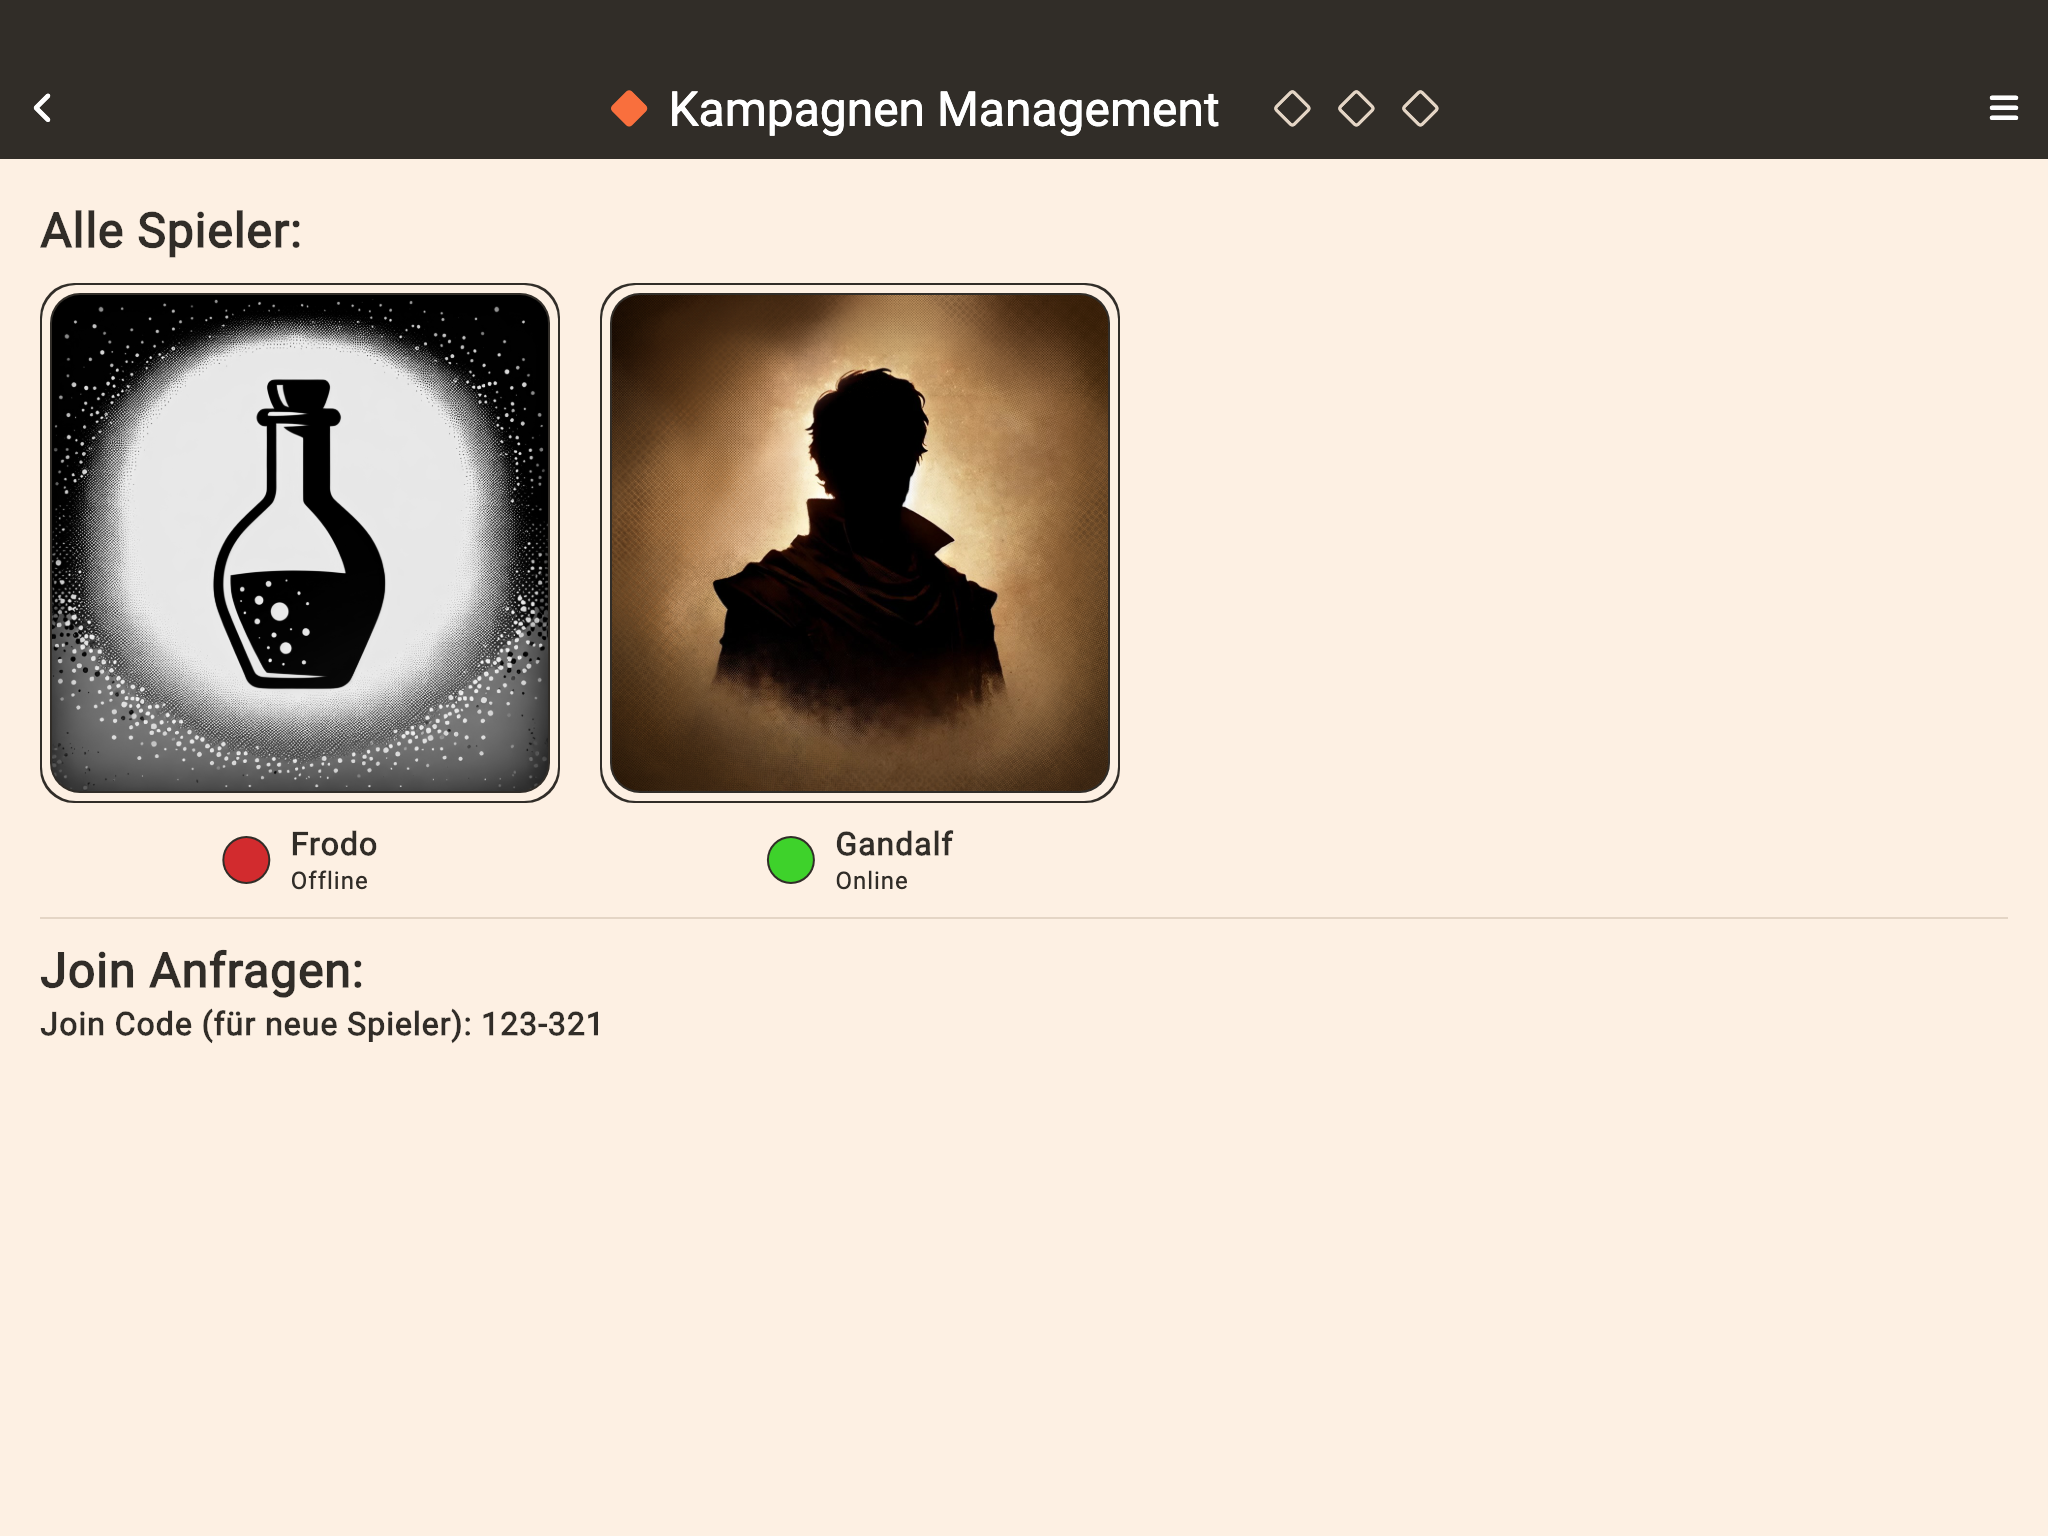 Kampagnen Management
Alle Spieler:
Frodo
Offline
Gandalf
Online
Join Anfragen:
Join Code (für neue Spieler): 123-321